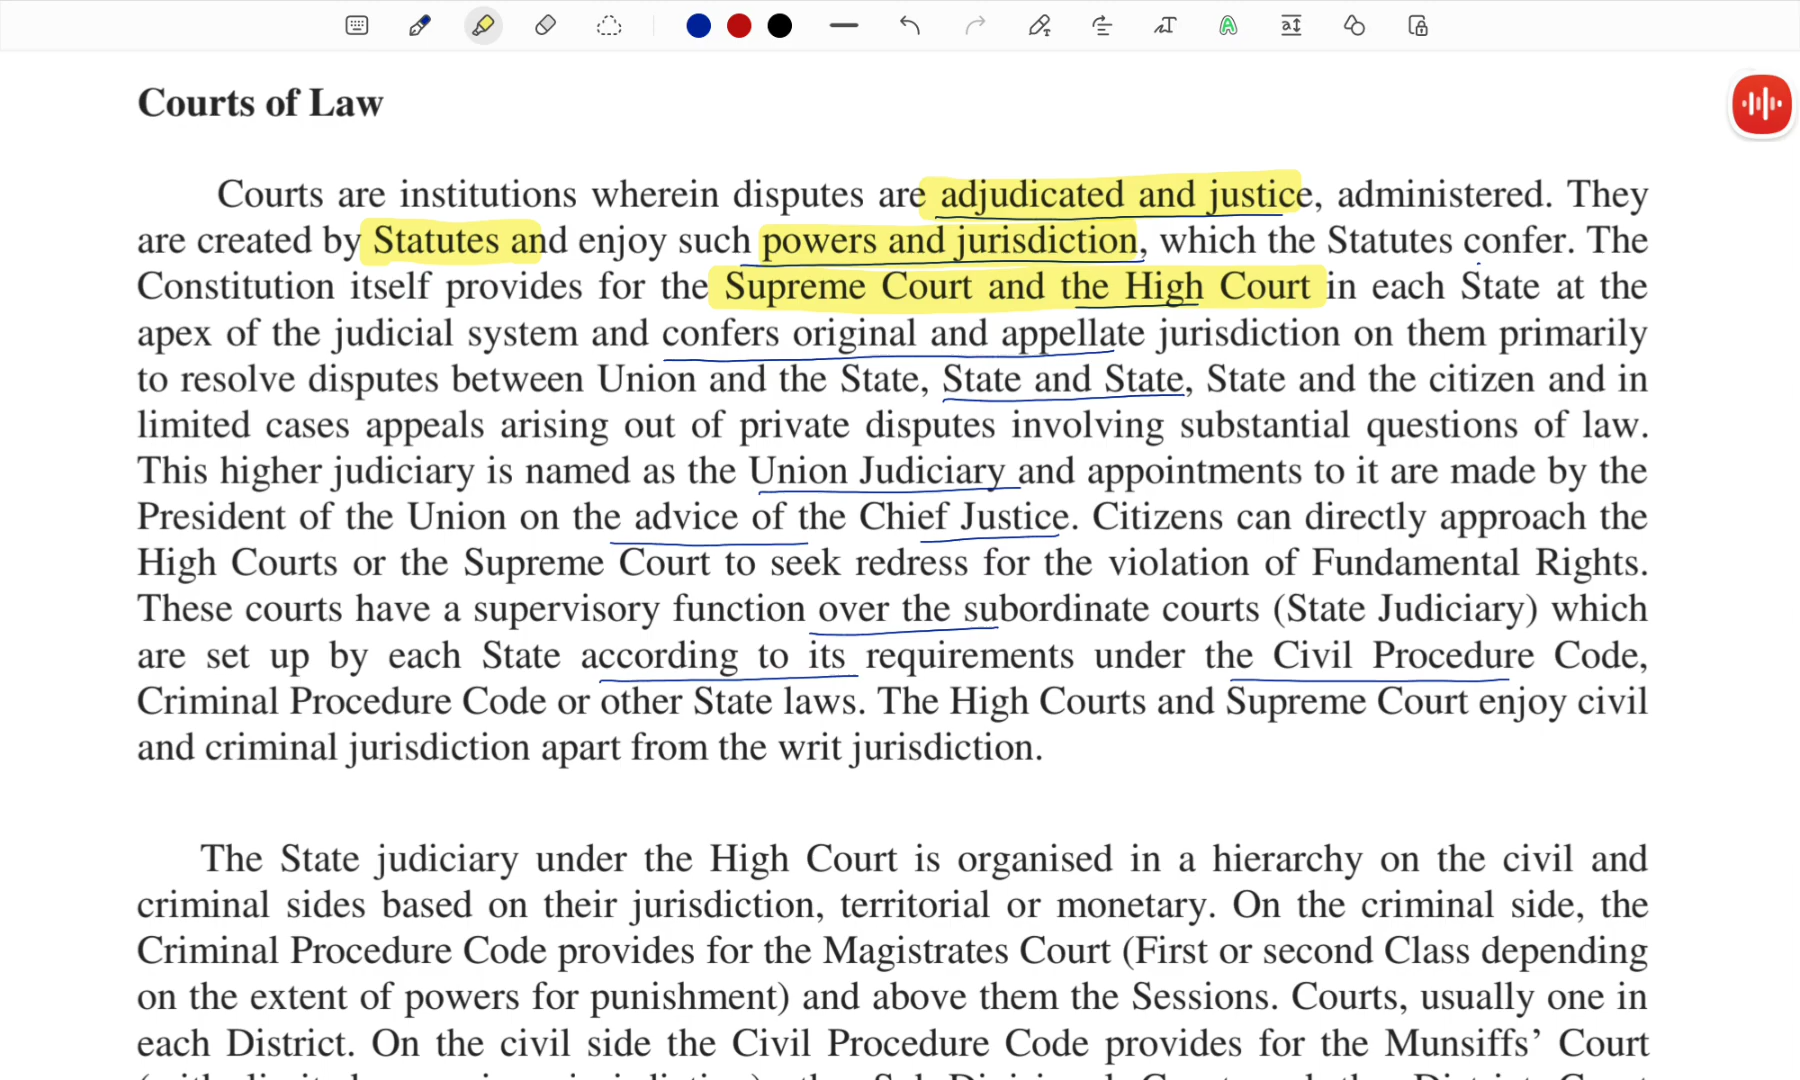 Courts of Law
Courts are institutions wherein disputes are adjudicated and justice, administered. They
are created by Statutes and enjoy such powers and jurisdiction, which the Statutes confer. The
Constitution itself provides for the Supreme Court and the High Court in each State at the
apex of the judicial system and confers original and appellate jurisdiction on them primarily
to resolve disputes between Union and the State, State and State, State and the citizen and in
limited cases appeals arising out of private disputes involving substantial questions of law.
This higher judiciary is named as the Union Judiciary and appointments to it are made by the
President of the Union on the advice of the Chief Justice. Citizens can directly approach the
High Courts or the Supreme Court to seek redress for the violation of Fundamental Rights.
These courts have a supervisory function over the subordinate courts (State Judiciary) which
are set up by each State according to its requirements under the Civil Procedure Code,
Criminal Procedure Code or other State laws. The High Courts and Supreme Court enjoy civil
and criminal jurisdiction apart from the writ jurisdiction.
The State judiciary under the High Court is organised in a hierarchy on the civil and
criminal sides based on their jurisdiction, territorial or monetary. On the criminal side, the
Criminal Procedure Code provides for the Magistrates Court (First or second Class depending
on the extent of powers for punishment) and above them the Sessions. Courts, usually one in
each District. On the civil side the Civil Procedure Code provides for the Munsiffs’ Court